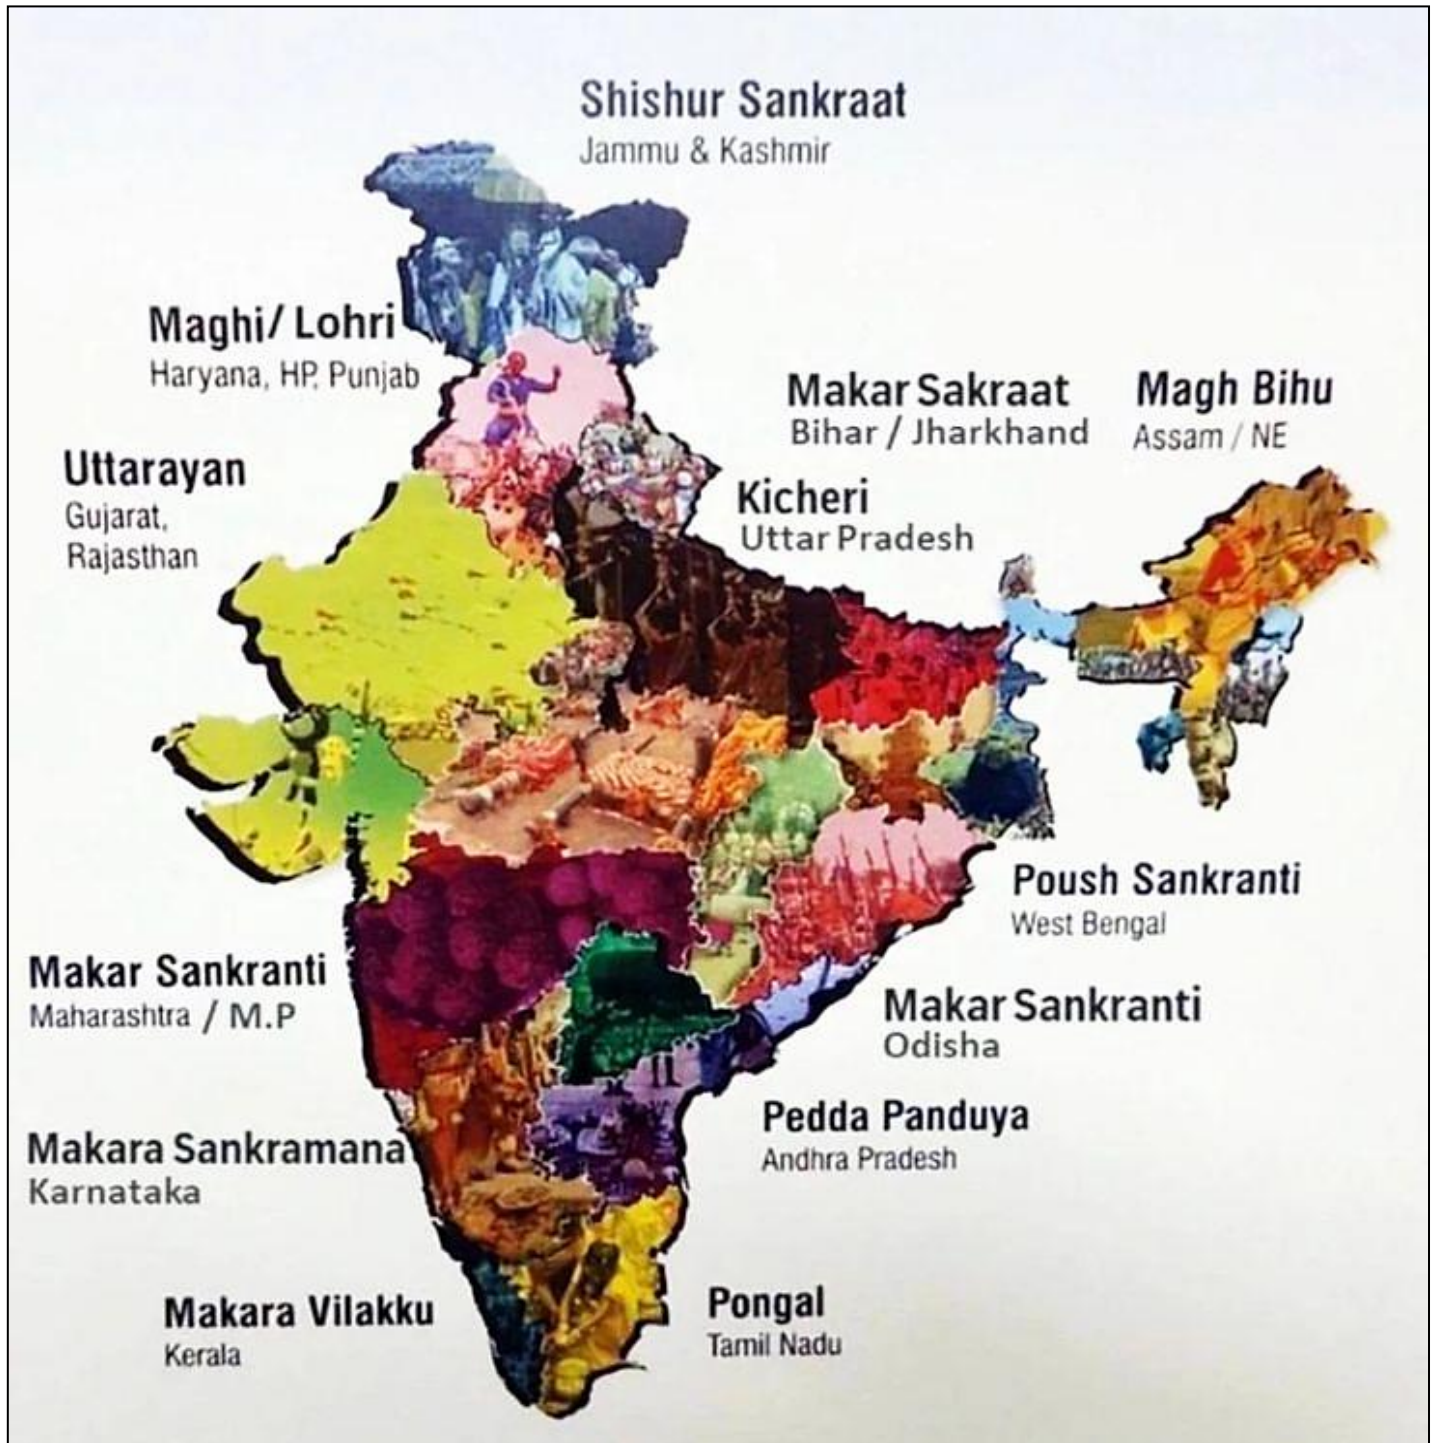 Shishur Sankraat
Jammu & Kashmir
Maghi/ Lohri
Haryana, HP, Punjab
Makar Sakraat
Bihar / Jharkhand
Magh Bihu
Assam / NE
Uttarayan
Gujarat,
Rajasthan
Kicheri
Uttar Pradesh
Poush Sankranti
West Bengal
Makar Sankranti
Maharashtra / M.P
Makar Sankranti
Odisha
Pedda Panduya
Andhra Pradesh
Makara Sankramana
Karnataka
Makara Vilakku
Kerala
Pongal
Tamil Nadu